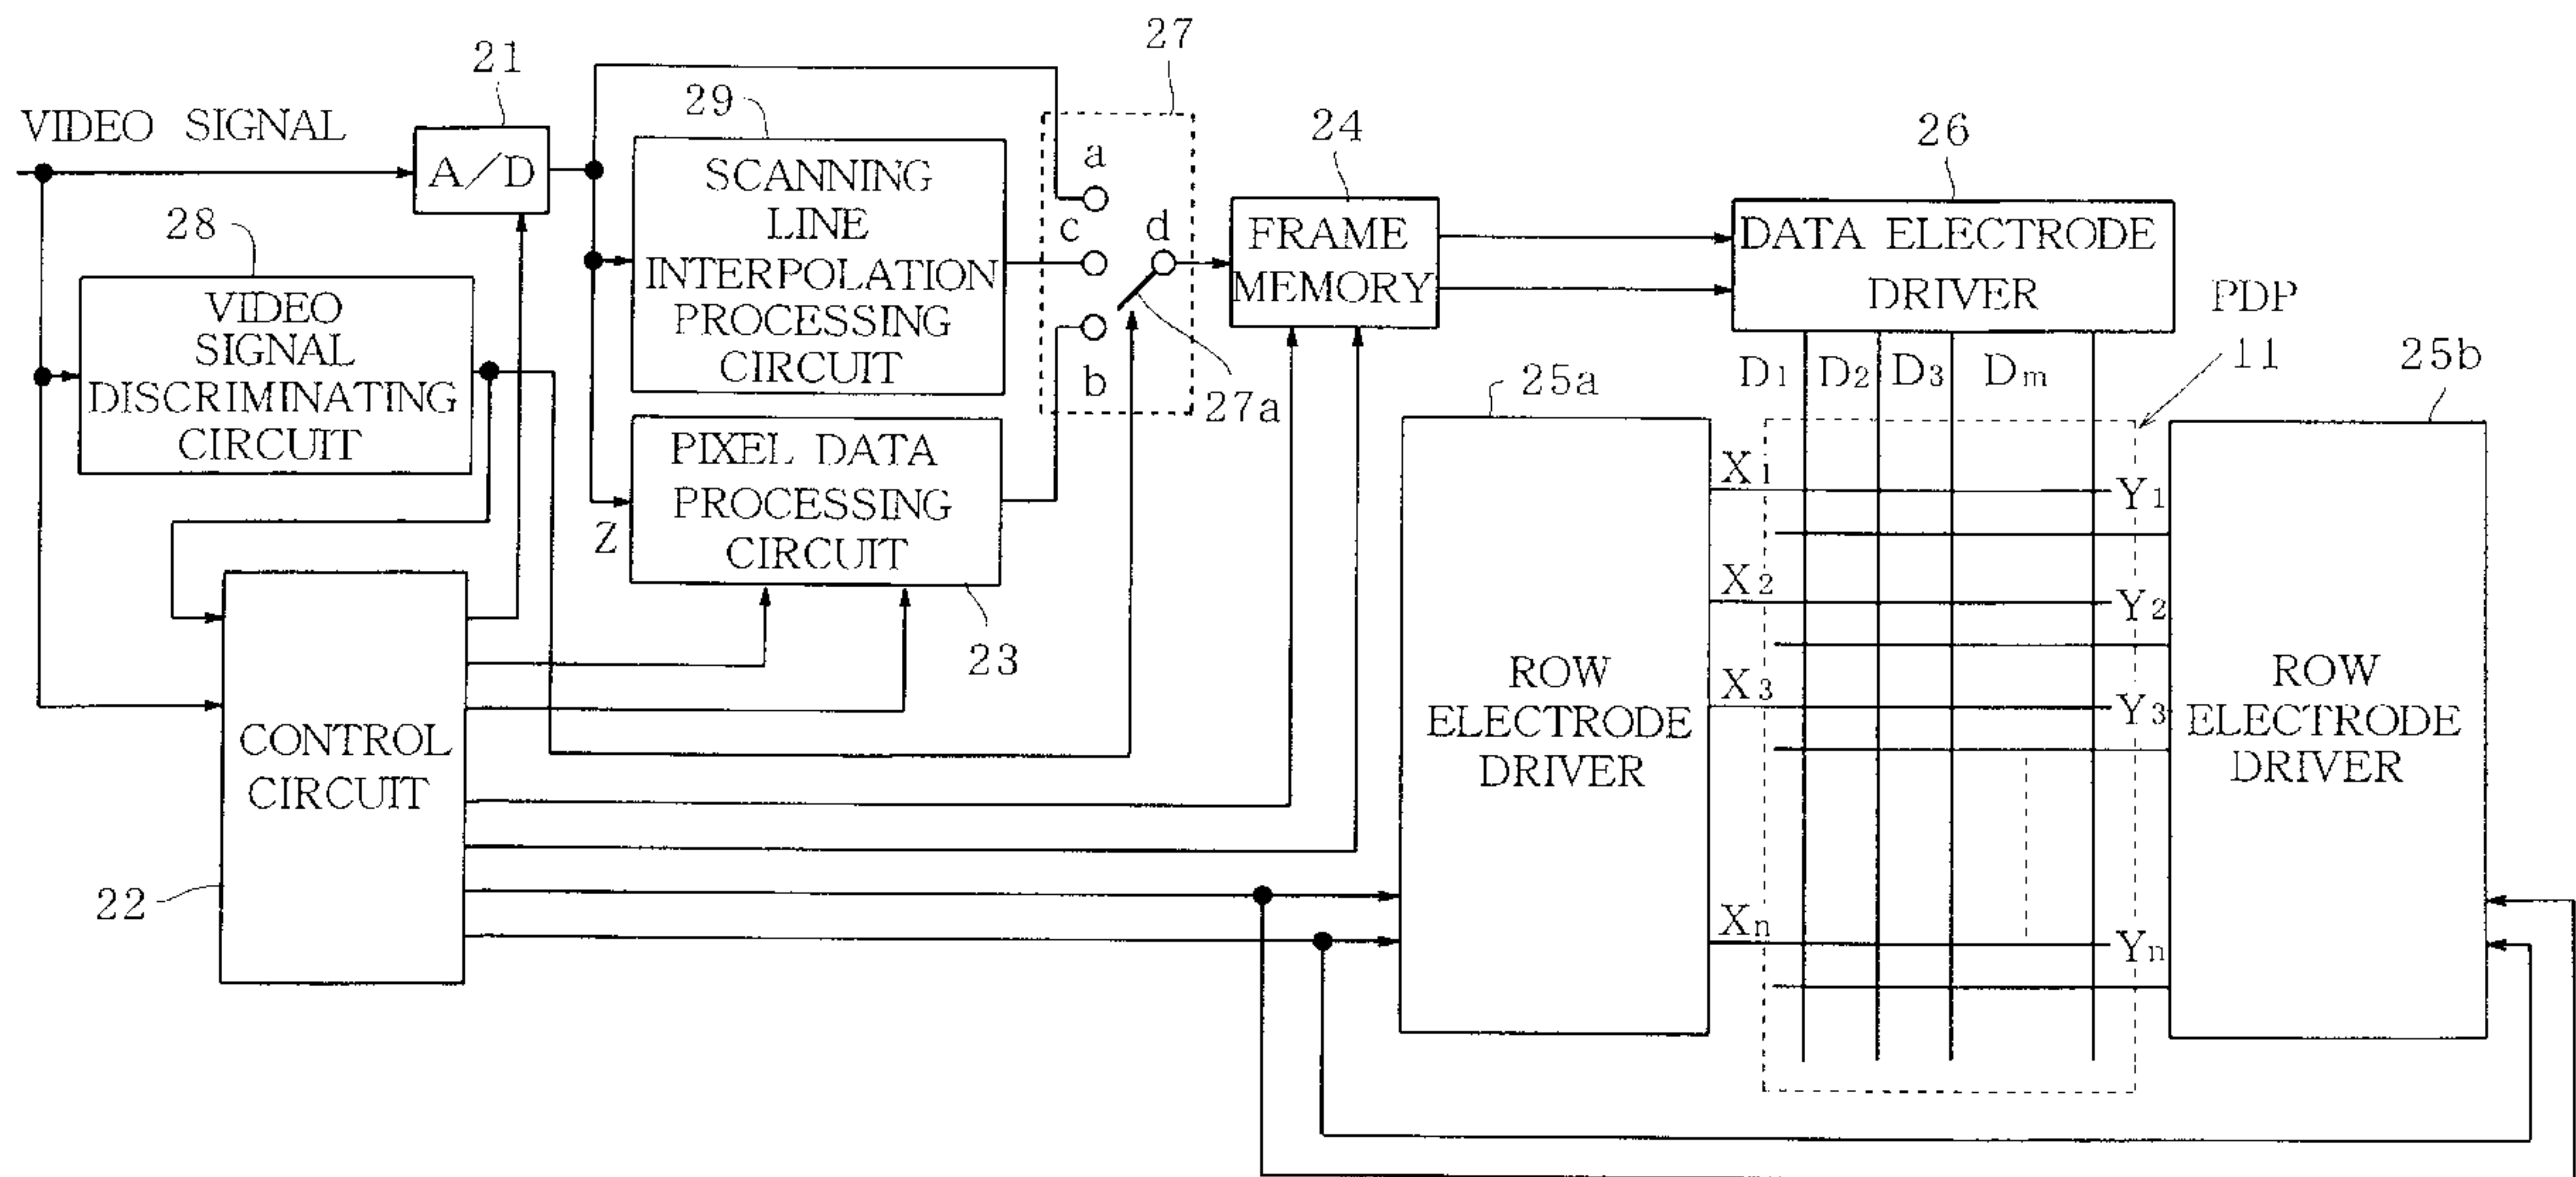 VIDEO SIGNAL
21
A/D
28
VIDEO
SIGNAL
DISCRIMINATING
CIRCUIT
29
SCANNING
LINE
INTERPOLATION
PROCESSING
CIRCUIT
27
a
c
d
b
27a
24
FRAME
MEMORY
26
DATA ELECTRODE
DRIVER
PDP
11
D1 D2 D3 Dm
Z
PIXEL DATA
PROCESSING
CIRCUIT
23
CONTROL
CIRCUIT
22
25a
ROW
ELECTRODE
DRIVER
X1
X2
X3
Xn
Y1
Y2
Y3
Yn
25b
ROW
ELECTRODE
DRIVER